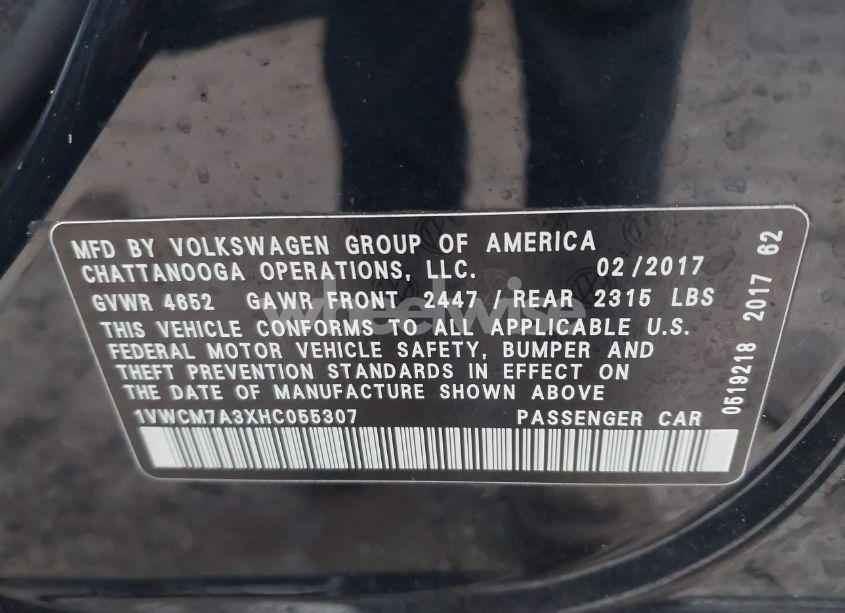 MFD BY VOLKSWAGEN GROUP OF AMERICA
CHATTANOOGA OPERATIONS, LLC. 02/2017
GVWR 4652 GAWR FRONT 2447 / REAR 2315 LBS
THIS VEHICLE CONFORMS TO ALL APPLICABLE U.S.
FEDERAL MOTOR VEHICLE SAFETY, BUMPER AND
THEFT PREVENTION STANDARDS IN EFFECT ON
THE DATE OF MANUFACTURE SHOWN ABOVE
1VWCM7A3XHC055307 PASSENGER CAR
0519218 2017 62
wheelwise